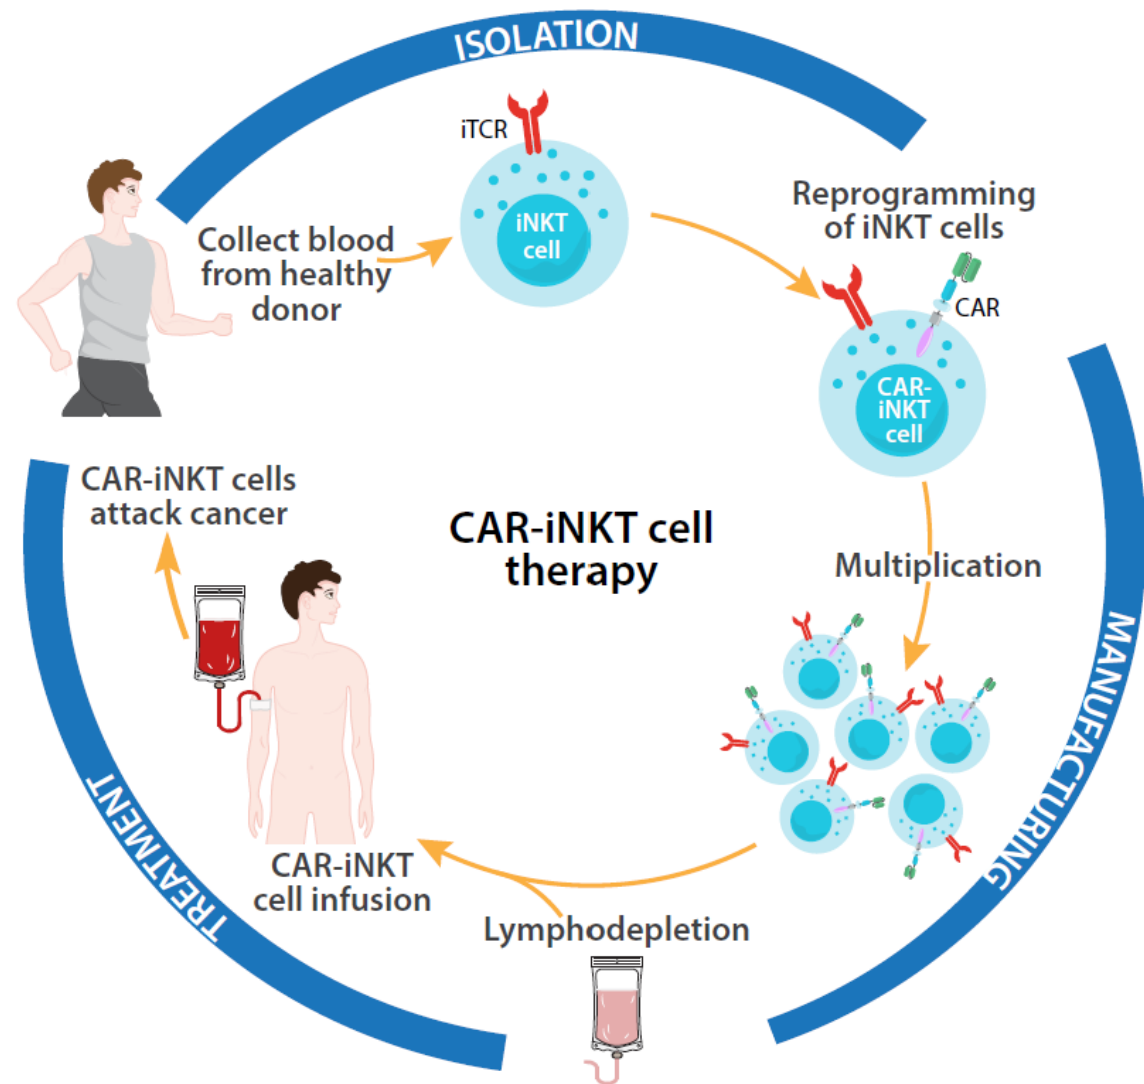 ISOLATION
iTCR
iNKT
cell
Collect blood
from healthy
donor
Reprogramming
of iNKT cells
CAR
CAR-
iNKT
cell
CAR-iNKT cells
attack cancer
CAR-iNKT cell
therapy
Multiplication
MANUFACTURING
TREATMENT
CAR-iNKT
cell infusion
Lymphodepletion